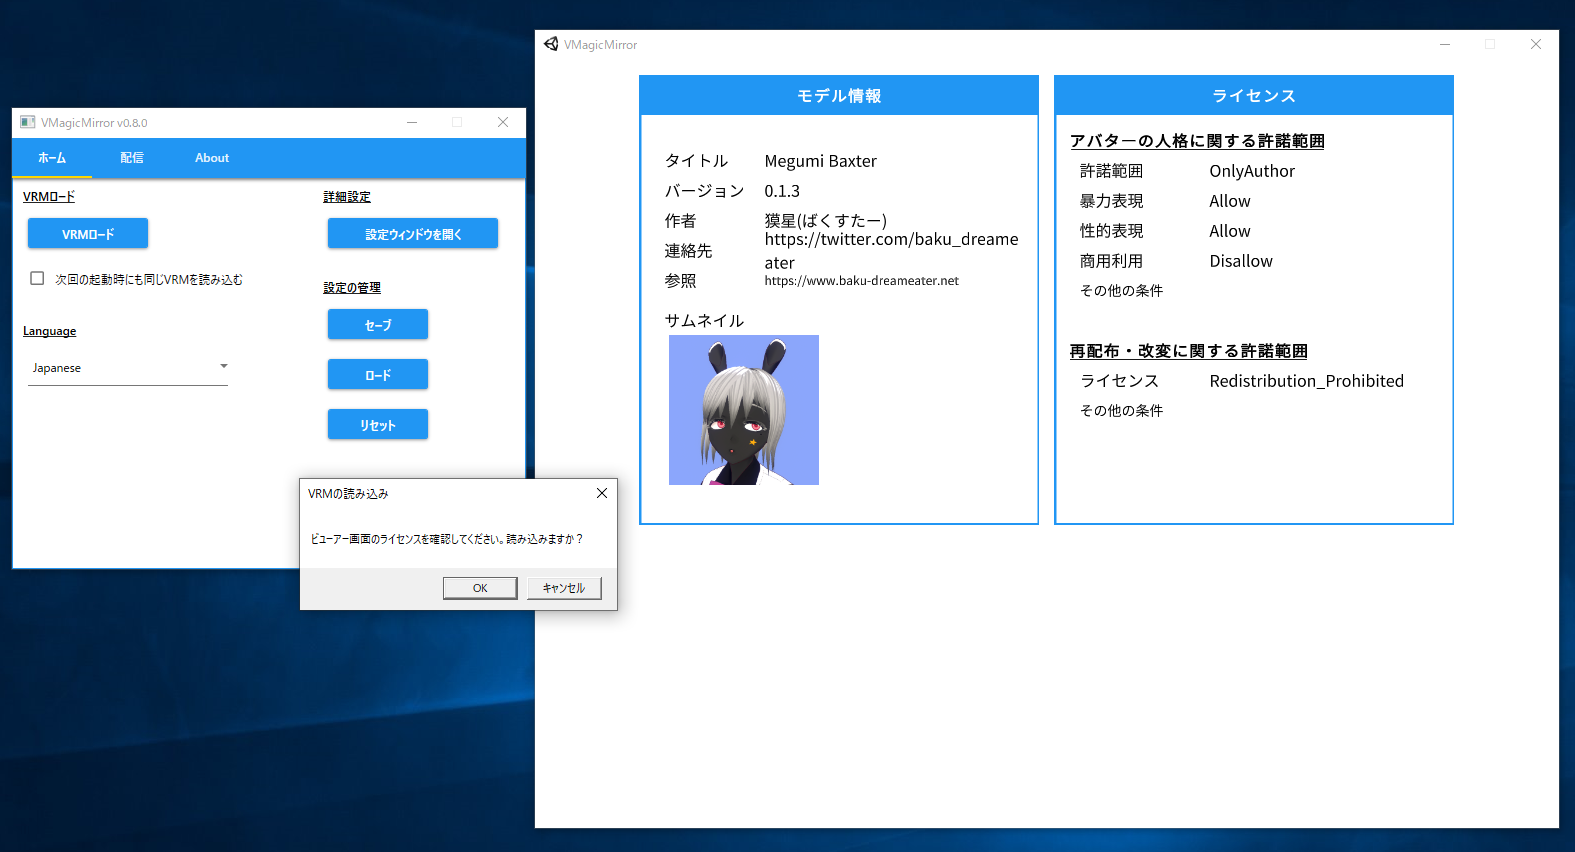 VMagicMirror v0.8.0
ホーム
配信
About
VRMロード
VRMロード
次回の起動時にも同じVRMを読み込む
Language
Japanese
詳細設定
設定ウィンドウを開く
設定の管理
セーブ
ロード
リセット
VRMの読み込み
ビューアー画面のライセンスを確認してください。読み込みますか？
OK
キャンセル
VMagicMirror
モデル情報
タイトル Megumi Baxter
バージョン 0.1.3
作者 獏星(ばくすたー)
連絡先 https://twitter.com/baku_dreame
ater
参照 https://www.baku-dreameater.net
サムネイル
ライセンス
アバターの人格に関する許諾範囲
許諾範囲 OnlyAuthor
暴力表現 Allow
性的表現 Allow
商用利用 Disallow
その他の条件
再配布・改変に関する許諾範囲
ライセンス Redistribution_Prohibited
その他の条件